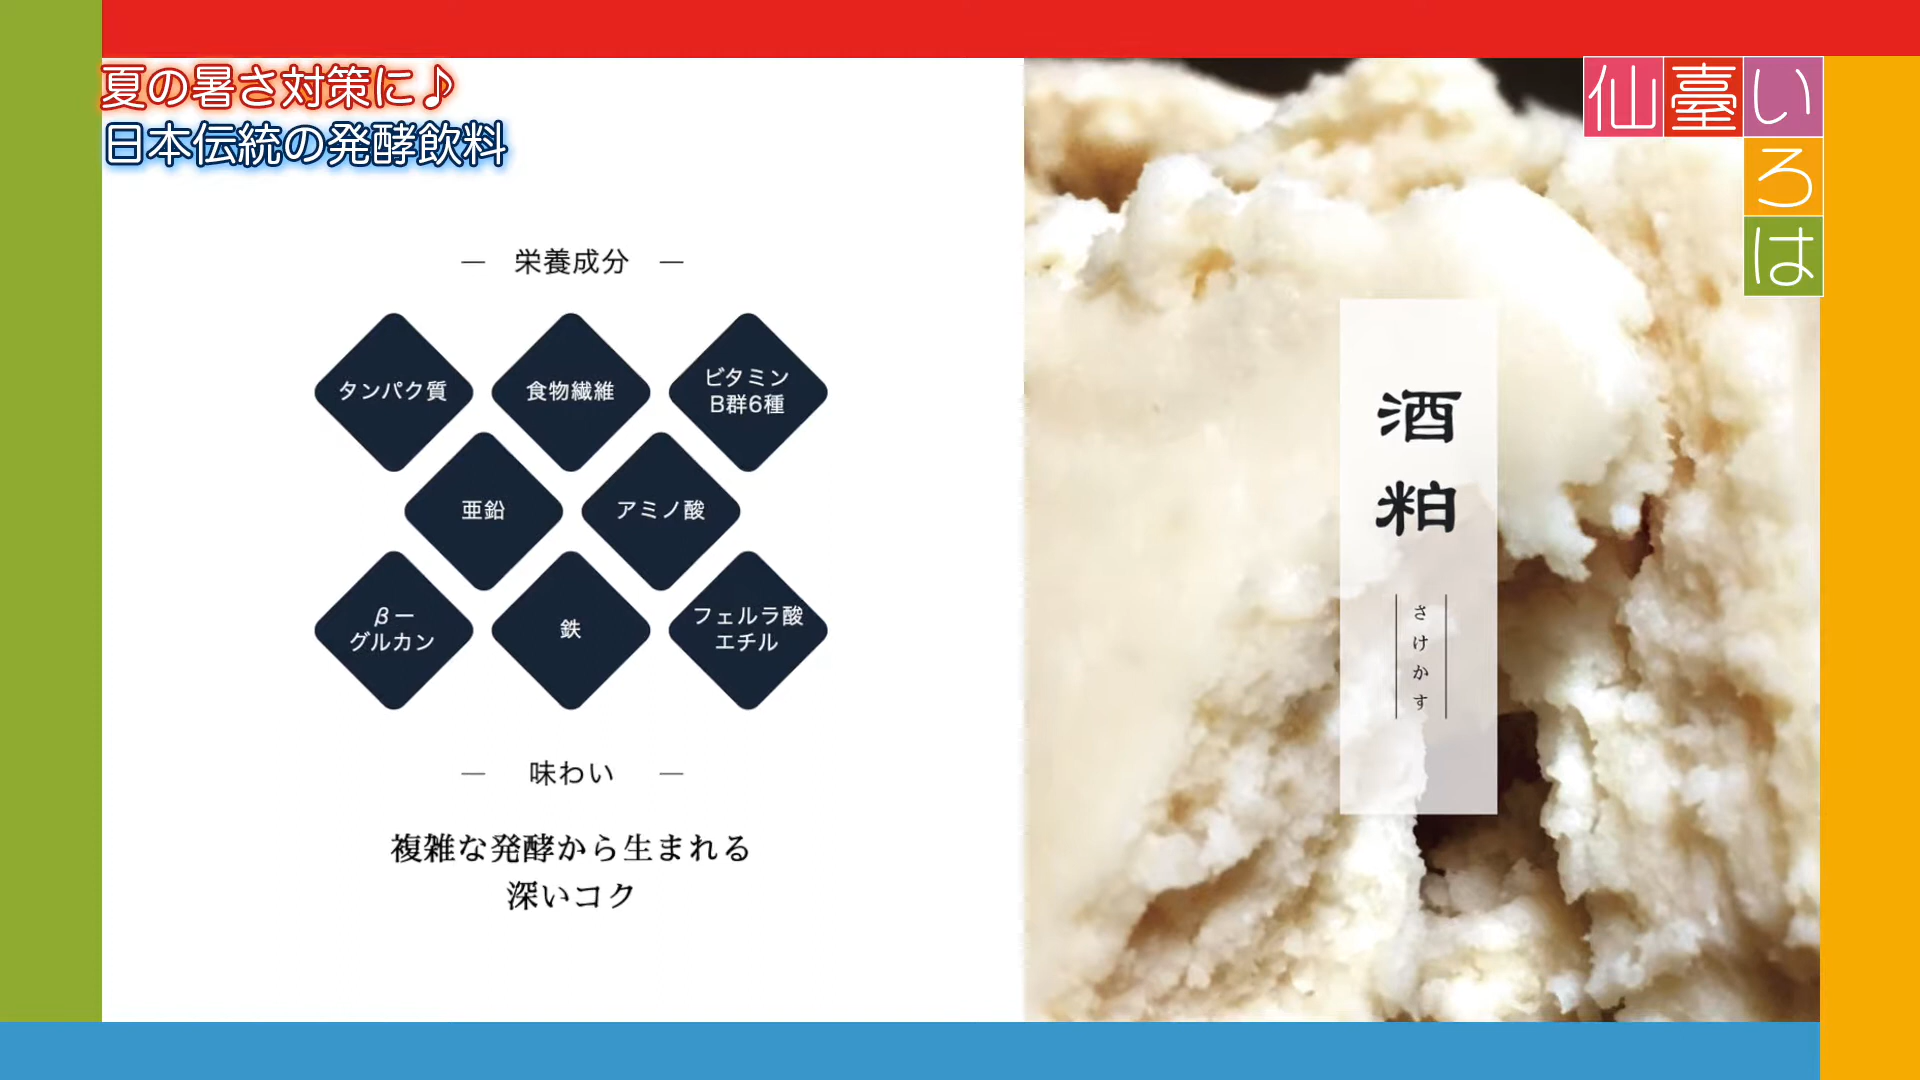 夏の暑さ対策に♪
日本伝統の発酵飲料
仙臺いろは
― 栄養成分 ―
タンパク質
食物繊維
ビタミン
B群6種
亜鉛
アミノ酸
βー
グルカン
鉄
フェルラ酸
エチル
― 味わい ―
複雑な発酵から生まれる
深いコク
酒粕
さけかす